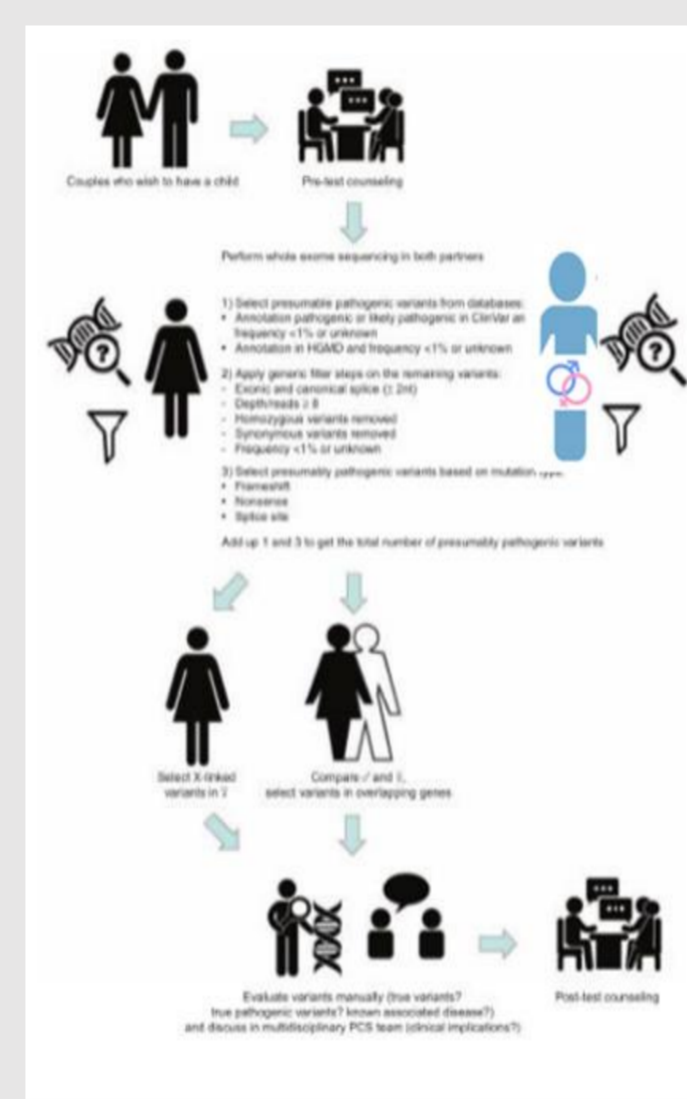 Couples who wish to have a child
Pre-test counseling
Perform whole exome sequencing in both partners
1) Select presumable pathogenic variants from databases:
• Annotation pathogenic or likely pathogenic in ClinVar an
frequency <1% or unknown
• Annotation in HGMD and frequency <1% or unknown
2) Apply generic filter steps on the remaining variants:
- Exonic and canonical splice (± 2nt)
- Depth/reads ≥ 8
- Homozygous variants removed
- Synonymous variants removed
- Frequency <1% or unknown
3) Select presumably pathogenic variants based on mutation
• Frameshift
• Nonsense
• Splice site
Add up 1 and 3 to get the total number of presumably pathogenic variants
Select X-linked
variants in
Compare and
select variants in overlapping genes
Evaluate variants manually (true variants?
true pathogenic variants? known associated disease?)
and discuss in multidisciplinary PCS team (clinical implications?)
Post-test counseling